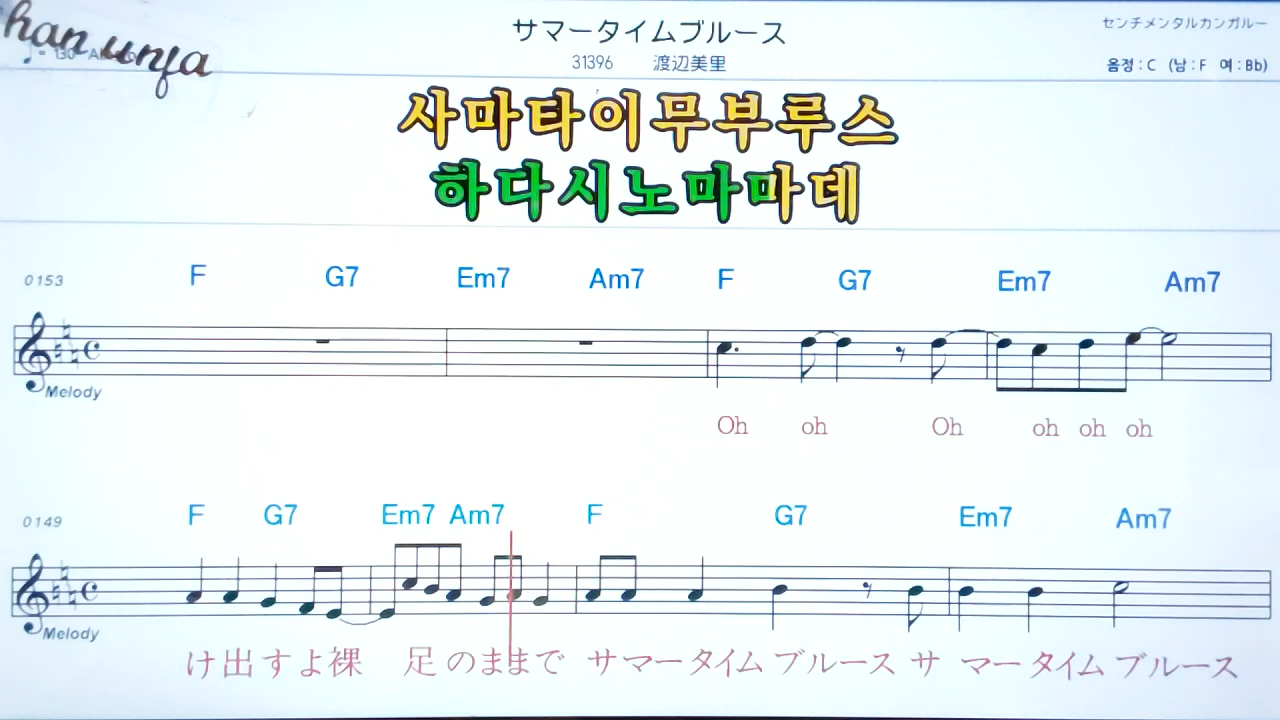 han unja
サマータイムブルース
センチメンタルカンガルー
♩= 130
31396 渡辺美里
음정 : C (남 : F 여 : Bb)
사마타이무부루스
하다시노마마데
0153 F G7 Em7 Am7 F G7 Em7 Am7
Melody
Oh oh Oh oh oh oh
0149 F G7 Em7 Am7 F G7 Em7 Am7
Melody
け出すよ裸 足のままで サマータイム ブルース サ マータイム ブルース